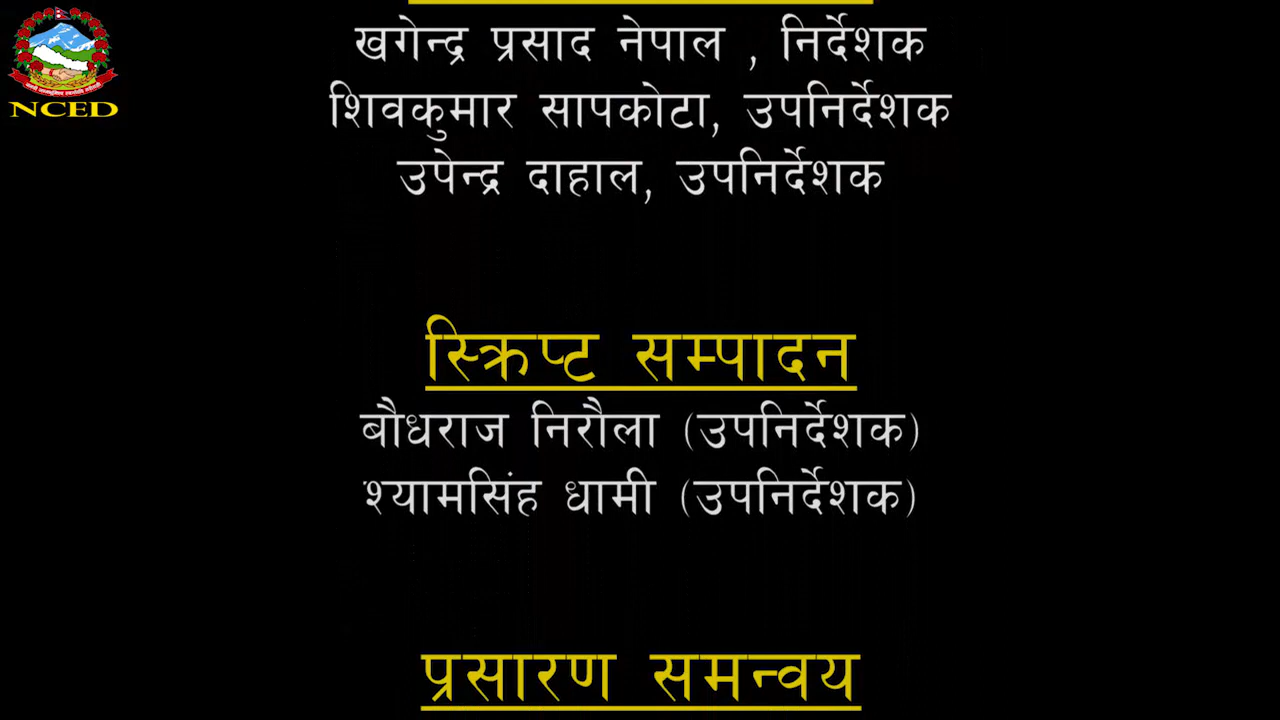 NCED
खगेन्द्र प्रसाद नेपाल , निर्देशक
शिवकुमार सापकोटा, उपनिर्देशक
उपेन्द्र दाहाल, उपनिर्देशक
स्क्रिप्ट सम्पादन
बौधराज निरौला (उपनिर्देशक)
श्यामसिंह धामी (उपनिर्देशक)
प्रसारण समन्वय